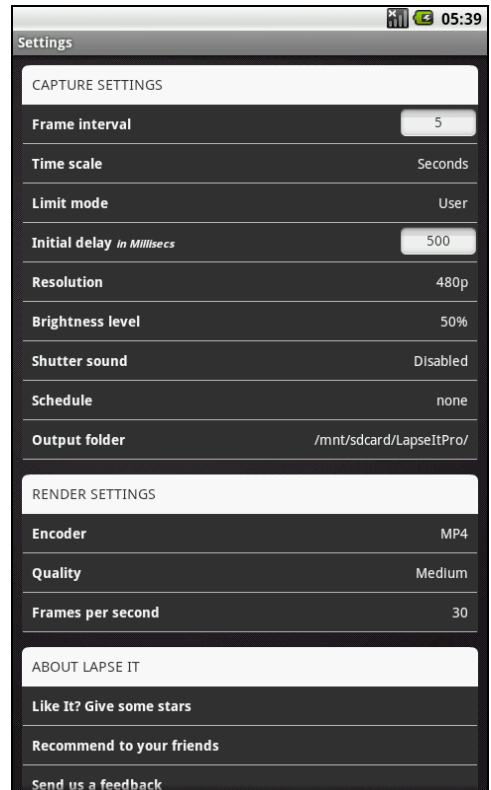 05:39
Settings
CAPTURE SETTINGS
Frame interval 5
Time scale Seconds
Limit mode User
Initial delay in Millisecs 500
Resolution 480p
Brightness level 50%
Shutter sound Disabled
Schedule none
Output folder /mnt/sdcard/LapseItPro/
RENDER SETTINGS
Encoder MP4
Quality Medium
Frames per second 30
ABOUT LAPSE IT
Like It? Give some stars
Recommend to your friends
Send us a feedback